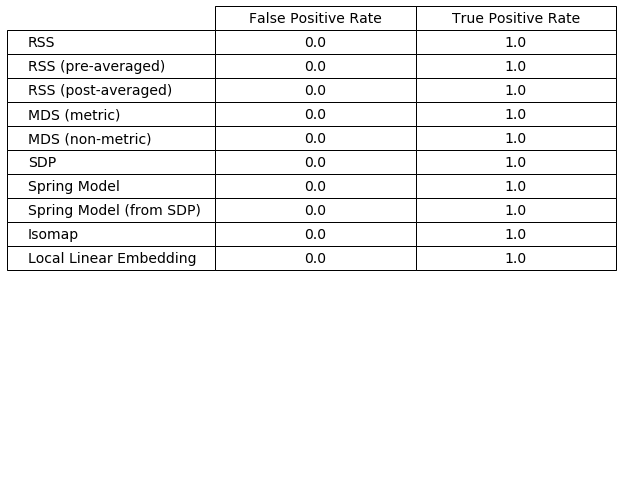 False Positive Rate True Positive Rate
RSS 0.0 1.0
RSS (pre-averaged) 0.0 1.0
RSS (post-averaged) 0.0 1.0
MDS (metric) 0.0 1.0
MDS (non-metric) 0.0 1.0
SDP 0.0 1.0
Spring Model 0.0 1.0
Spring Model (from SDP) 0.0 1.0
Isomap 0.0 1.0
Local Linear Embedding 0.0 1.0